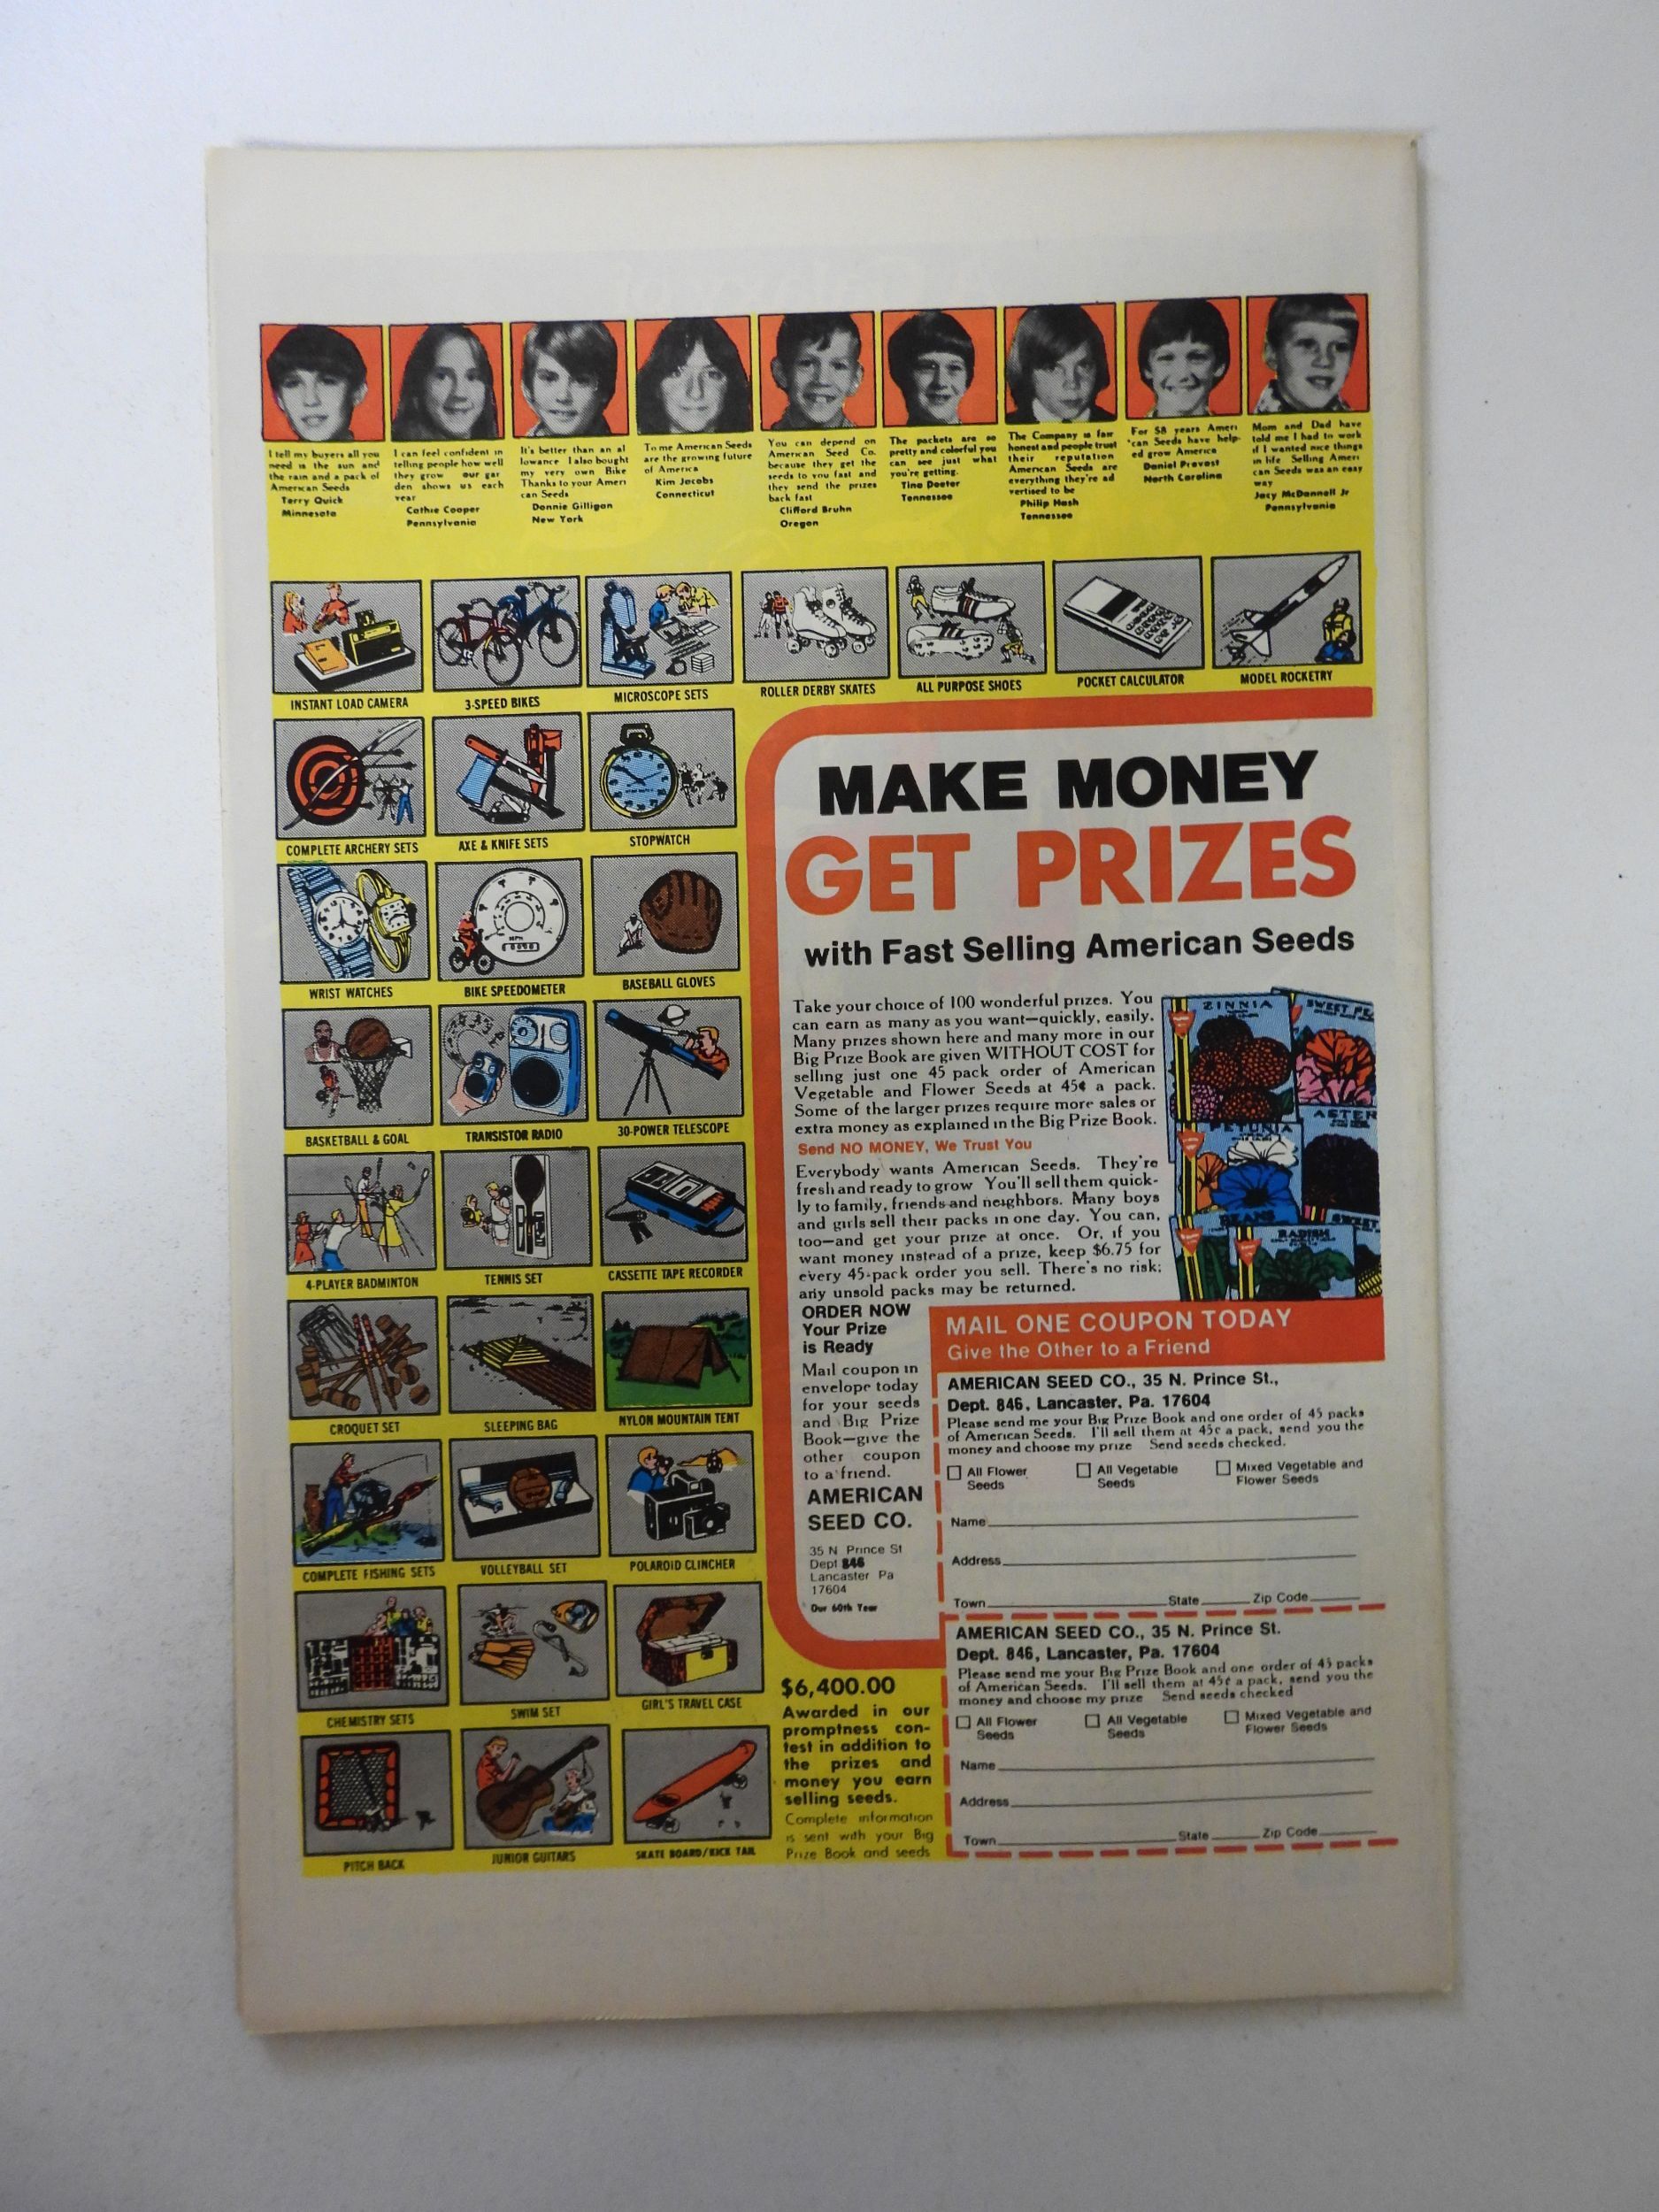 I tell my buyers all you
need is the sun and
the rain and a pack of
American Seeds
Terry Quick
Minnesota
I can feel confident in
telling people how well
they grow our gar
den shows us each
year
Cathie Cooper
Pennsylvania
It's better than an al
lowance I also bought
my very own Bike
Thanks to your Ameri
can Seeds
Donnie Gilligan
New York
To me American Seeds
are the growing future
of America
Kim Jacobs
Connecticut
You can depend on
American Seed Co.
because they get the
seeds to you fast and
they send the prizes
back fast
Clifford Bruhn
Oregon
The packets are so
pretty and colorful you
can see just what
you're getting.
Tina Deeter
Tennessee
The Company is fair
honest and people trust
their reputation
American Seeds are
everything they're ad
vertised to be
Philip Hash
Tennessee
For 58 years Ameri
can Seeds have help-
ed grow America
Daniel Provost
North Carolina
Mom and Dad have
told me I had to work
if I wanted nice things
in life Selling Ameri
can Seeds was an easy
way
Jacy McDannell Jr
Pennsylvania
INSTANT LOAD CAMERA
3-SPEED BIKES
MICROSCOPE SETS
ROLLER DERBY SKATES
ALL PURPOSE SHOES
POCKET CALCULATOR
MODEL ROCKETRY
COMPLETE ARCHERY SETS
AXE & KNIFE SETS
STOPWATCH
WRIST WATCHES
BIKE SPEEDOMETER
BASEBALL GLOVES
BASKETBALL & GOAL
TRANSISTOR RADIO
30-POWER TELESCOPE
4-PLAYER BADMINTON
TENNIS SET
CASSETTE TAPE RECORDER
CROQUET SET
SLEEPING BAG
NYLON MOUNTAIN TENT
COMPLETE FISHING SETS
VOLLEYBALL SET
POLAROID CLINCHER
CHEMISTRY SETS
SWIM SET
GIRL'S TRAVEL CASE
PITCH BACK
JUNIOR GUITARS
SKATE BOARD/KICK TAIL
MAKE MONEY
GET PRIZES
with Fast Selling American Seeds
Take your choice of 100 wonderful prizes. You
can earn as many as you want—quickly, easily.
Many prizes shown here and many more in our
Big Prize Book are given WITHOUT COST for
selling just one 45 pack order of American
Vegetable and Flower Seeds at 45¢ a pack.
Some of the larger prizes require more sales or
extra money as explained in the Big Prize Book.
Send NO MONEY, We Trust You
Everybody wants American Seeds. They're
fresh and ready to grow You'll sell them quick-
ly to family, friends and neighbors. Many boys
and girls sell their packs in one day. You can,
too—and get your prize at once. Or, if you
want money instead of a prize, keep $6.75 for
every 45-pack order you sell. There's no risk;
any unsold packs may be returned.
ZINNIA
SWEET PE
ASTER
PETUNIA
BEANS
RADISH
SWEET
ORDER NOW
Your Prize
is Ready
Mail coupon in
envelope today
for your seeds
and Big Prize
Book—give the
other coupon
to a friend.
AMERICAN
SEED CO.
35 N Prince St
Dept 846
Lancaster Pa
17604
Our 60th Year
MAIL ONE COUPON TODAY
Give the Other to a Friend
AMERICAN SEED CO., 35 N. Prince St.,
Dept. 846, Lancaster, Pa. 17604
Please send me your Big Prize Book and one order of 45 packs
of American Seeds. I'll sell them at 45¢ a pack, send you the
money and choose my prize Send seeds checked.
All Flower Seeds
All Vegetable Seeds
Mixed Vegetable and Flower Seeds
Name
Address
Town State Zip Code
AMERICAN SEED CO., 35 N. Prince St.
Dept. 846, Lancaster, Pa. 17604
Please send me your Big Prize Book and one order of 45 packs
of American Seeds. I'll sell them at 45¢ a pack, send you the
money and choose my prize Send seeds checked
All Flower Seeds
All Vegetable Seeds
Mixed Vegetable and Flower Seeds
Name
Address
Town State Zip Code
$6,400.00
Awarded in our
promptness con-
test in addition to
the prizes and
money you earn
selling seeds.
Complete information
is sent with your Big
Prize Book and seeds